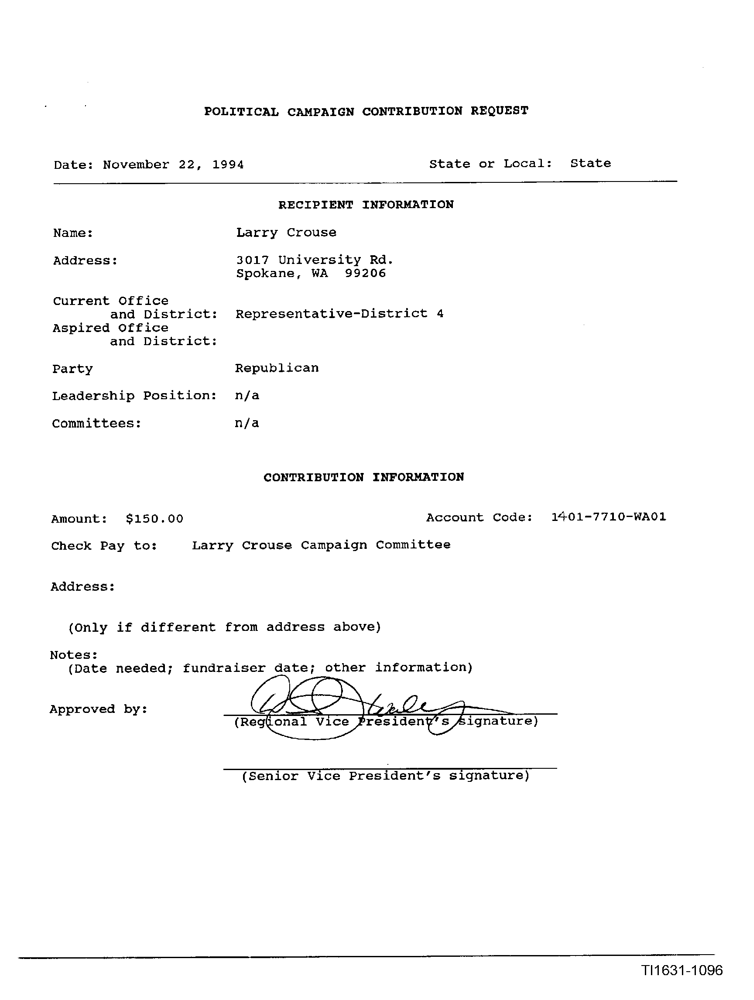 POLITICAL CAMPAIGN CONTRIBUTION REQUEST
Date: November 22, 1994 State or Local: State
RECIPIENT INFORMATION
Name: Larry Crouse
Address: 3017 University Rd.
Spokane, WA 99206
Current Office
and District: Representative-District 4
Aspired Office
and District:
Party Republican
Leadership Position: n/a
Committees: n/a
CONTRIBUTION INFORMATION
Amount: $150.00 Account Code: 1401-7710-WA01
Check Pay to: Larry Crouse Campaign Committee
Address:
(Only if different from address above)
Notes:
(Date needed; fundraiser date; other information)
Approved by:
(Regional Vice President's signature)
(Senior Vice President's signature)
TI1631-1096